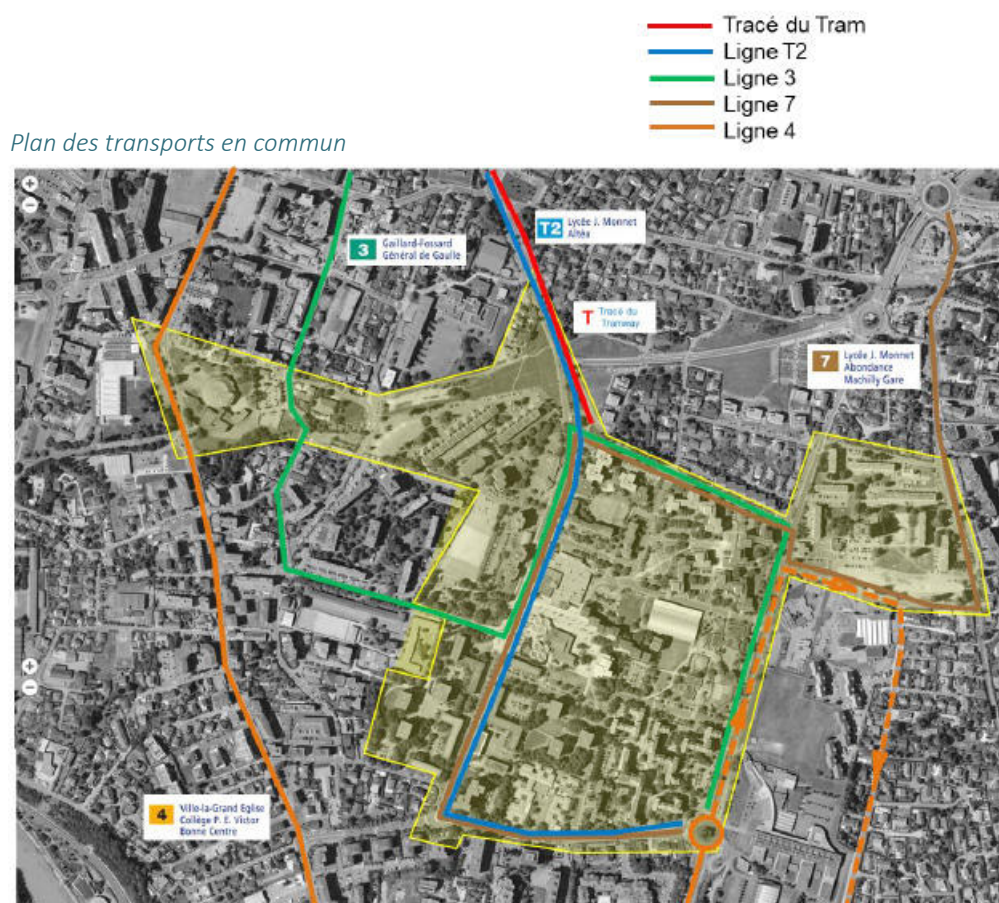 Tracé du Tram
Ligne T2
Ligne 3
Ligne 7
Ligne 4
Plan des transports en commun
T2 Lycée J. Monnet
Altéa
3 Gaillard-Fossard
Général de Gaulle
T Tracé du
Tramway
7 Lycée J. Monnet
Abondance
Machilly Gare
4 Ville-la-Grand Eglise
Collège P. E. Victor
Bonne Centre